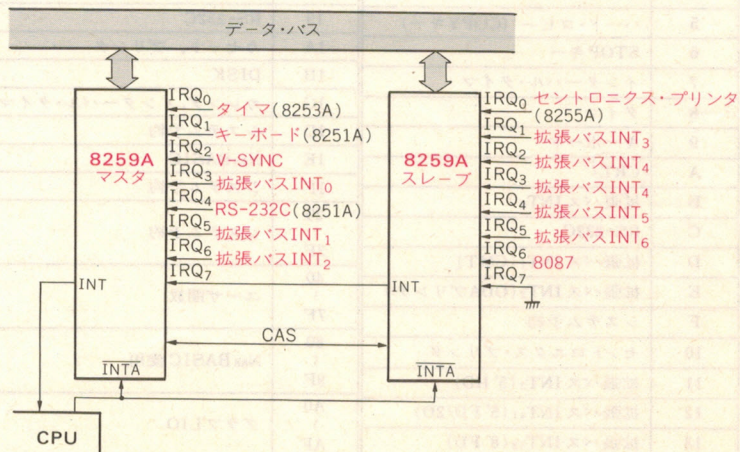 データ・バス
8259A
マスタ
IRQ0 タイマ(8253A)
IRQ1 キーボード(8251A)
IRQ2 V-SYNC
IRQ3 拡張バスINT0
IRQ4 RS-232C(8251A)
IRQ5 拡張バスINT1
IRQ6 拡張バスINT2
IRQ7
INT
INTA
8259A
スレーブ
IRQ0 セントロニクス・プリンタ
(8255A)
IRQ1 拡張バスINT3
IRQ2 拡張バスINT4
IRQ3 拡張バスINT4
IRQ4 拡張バスINT5
IRQ5 拡張バスINT6
IRQ6 8087
IRQ7
INT
INTA
CAS
CPU